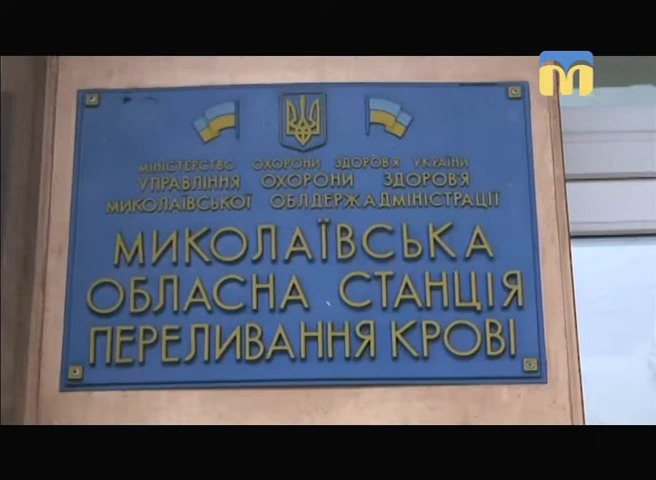 МІНІСТЕРСТВО ОХОРОНИ ЗДОРОВ'Я УКРАЇНИ
УПРАВЛІННЯ ОХОРОНИ ЗДОРОВ'Я
МИКОЛАЇВСЬКОЇ ОБЛДЕРЖАДМІНІСТРАЦІЇ
МИКОЛАЇВСЬКА
ОБЛАСНА СТАНЦІЯ
ПЕРЕЛИВАННЯ КРОВІ